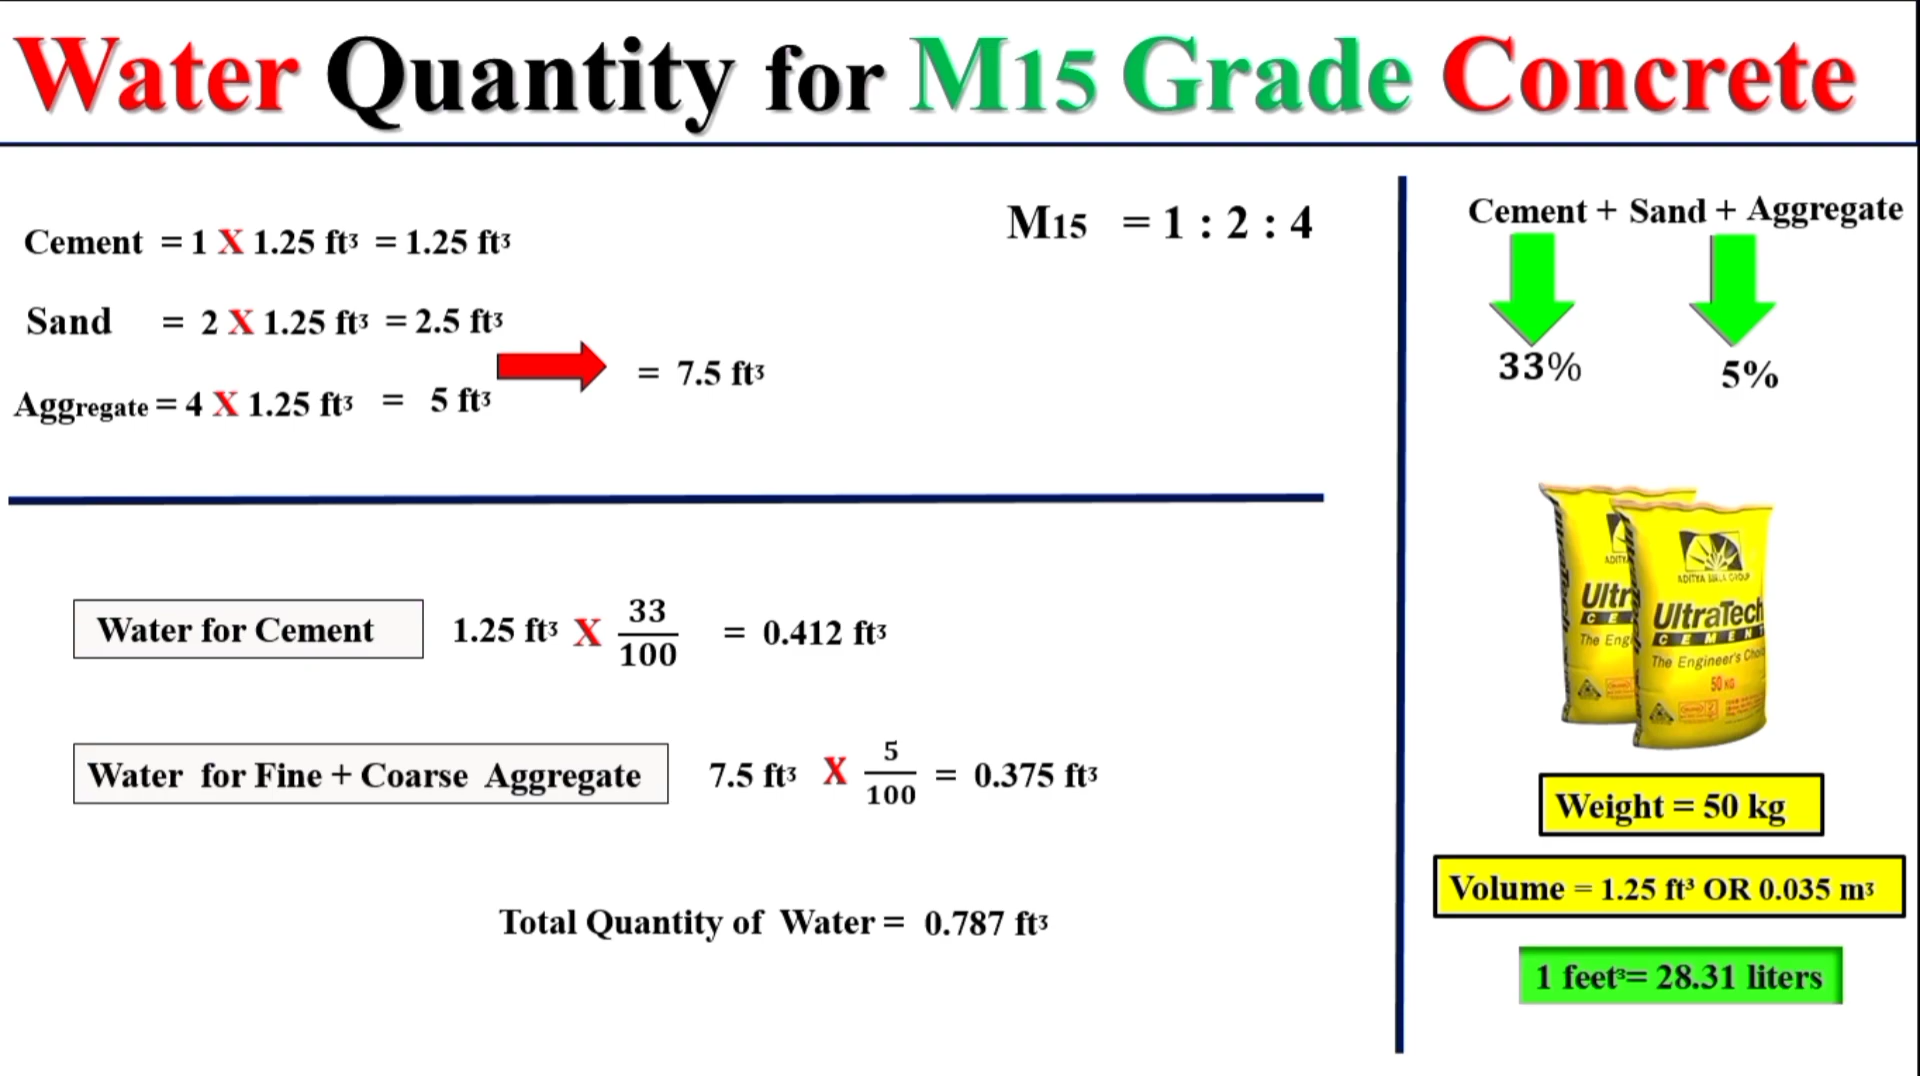 Water Quantity for M15 Grade Concrete
Cement = 1 X 1.25 ft³ = 1.25 ft³
Sand = 2 X 1.25 ft³ = 2.5 ft³
Aggregate = 4 X 1.25 ft³ = 5 ft³
= 7.5 ft³
M15 = 1 : 2 : 4
Water for Cement 1.25 ft³ X 33/100 = 0.412 ft³
Water for Fine + Coarse Aggregate 7.5 ft³ X 5/100 = 0.375 ft³
Total Quantity of Water = 0.787 ft³
Cement + Sand + Aggregate
33% 5%
ADITYA BIRLA GROUP
UltraTech
CEMENT
The Engineer's Choi
50 KG
Ultr
CE
The Eng
Weight = 50 kg
Volume = 1.25 ft³ OR 0.035 m³
1 feet³= 28.31 liters